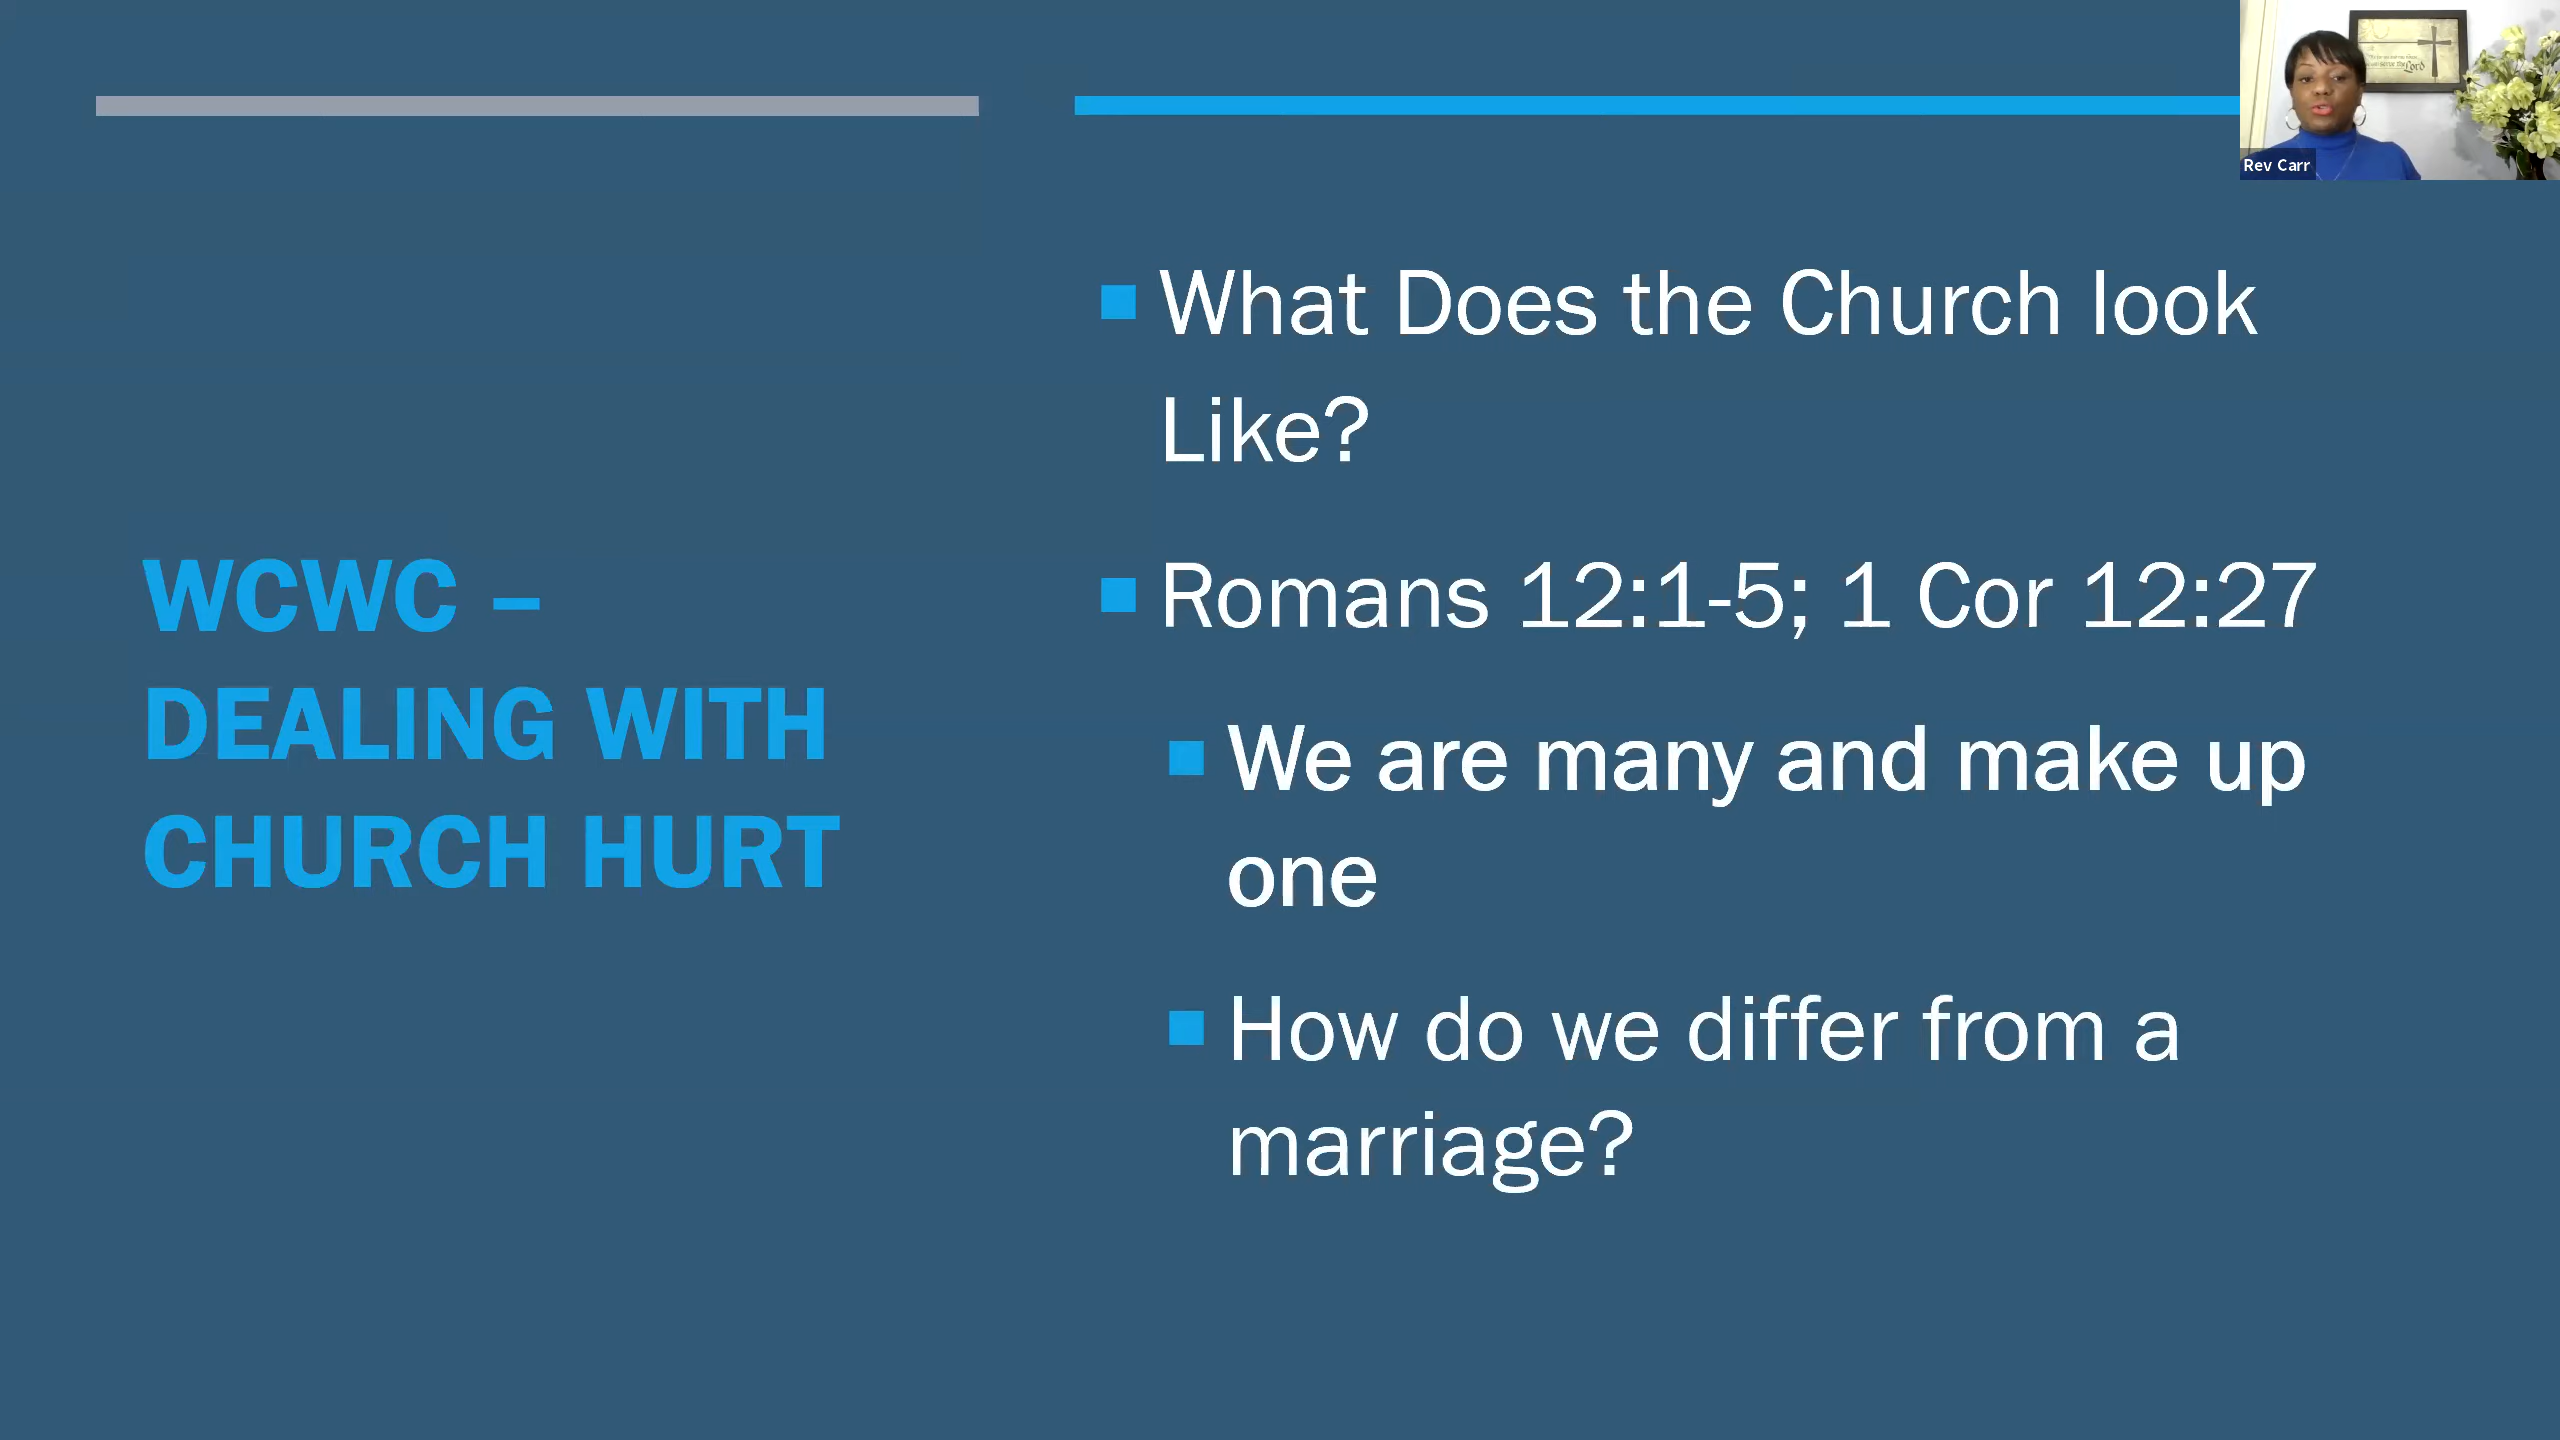 WCWC –
DEALING WITH
CHURCH HURT
What Does the Church look
Like?
Romans 12:1-5; 1 Cor 12:27
We are many and make up
one
How do we differ from a
marriage?
Rev Carr
Lord